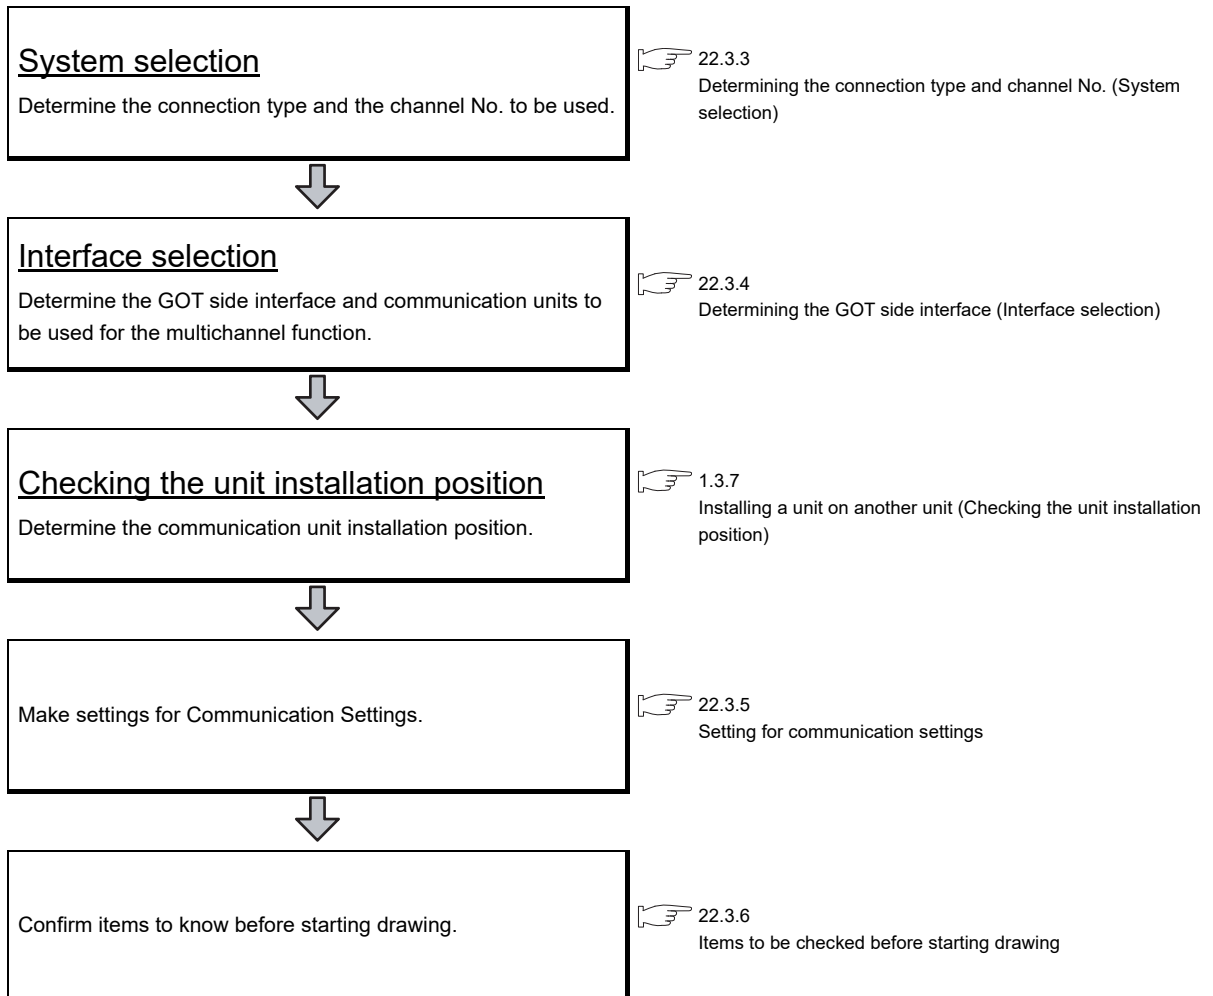 System selection
Determine the connection type and the channel No. to be used.
22.3.3
Determining the connection type and channel No. (System
selection)
Interface selection
Determine the GOT side interface and communication units to
be used for the multichannel function.
22.3.4
Determining the GOT side interface (Interface selection)
Checking the unit installation position
Determine the communication unit installation position.
1.3.7
Installing a unit on another unit (Checking the unit installation
position)
Make settings for Communication Settings.
22.3.5
Setting for communication settings
Confirm items to know before starting drawing.
22.3.6
Items to be checked before starting drawing